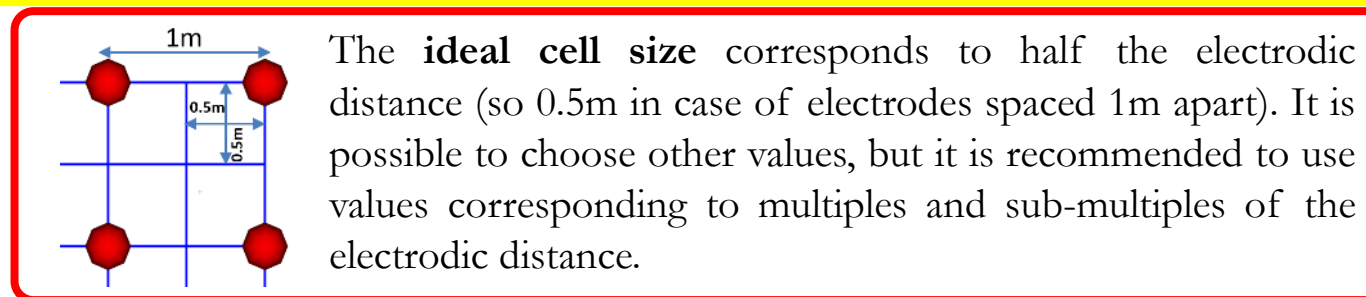 1m
0.5m
0.5m
The ideal cell size corresponds to half the electrodic
distance (so 0.5m in case of electrodes spaced 1m apart). It is
possible to choose other values, but it is recommended to use
values corresponding to multiples and sub-multiples of the
electrodic distance.